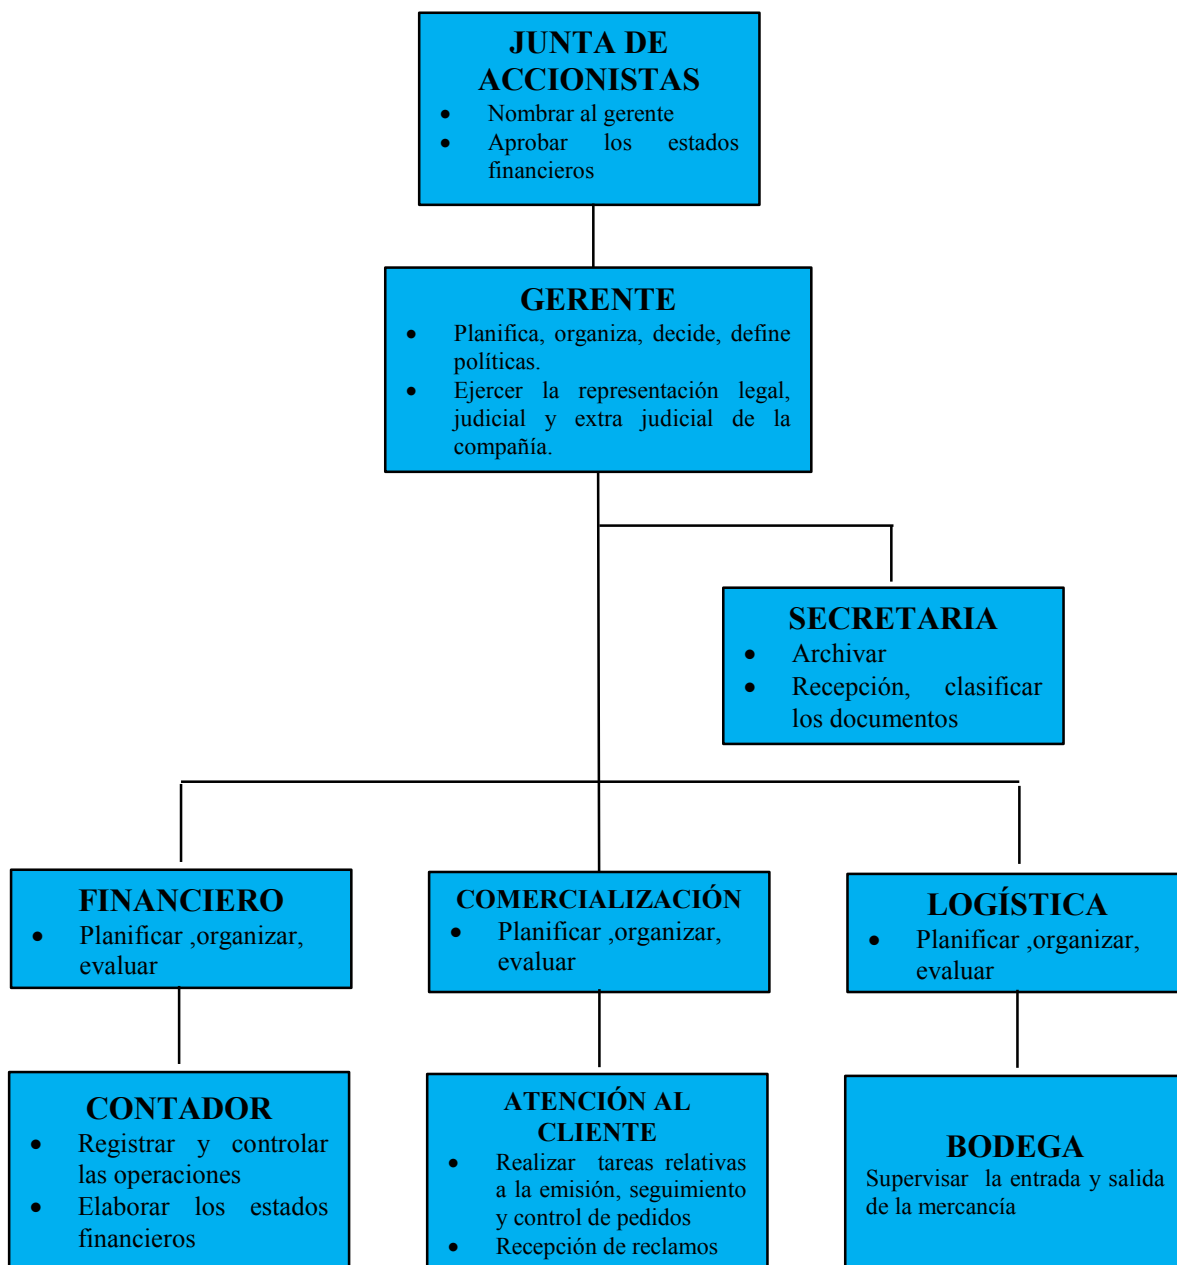 JUNTA DE
ACCIONISTAS
• Nombrar al gerente
• Aprobar los estados
financieros
GERENTE
• Planifica, organiza, decide, define
políticas.
• Ejercer la representación legal,
judicial y extra judicial de la
compañía.
SECRETARIA
• Archivar
• Recepción, clasificar
los documentos
FINANCIERO
• Planificar ,organizar,
evaluar
COMERCIALIZACIÓN
• Planificar ,organizar,
evaluar
LOGÍSTICA
• Planificar ,organizar,
evaluar
CONTADOR
• Registrar y controlar
las operaciones
• Elaborar los estados
financieros
ATENCIÓN AL
CLIENTE
• Realizar tareas relativas
a la emisión, seguimiento
y control de pedidos
• Recepción de reclamos
BODEGA
Supervisar la entrada y salida
de la mercancía